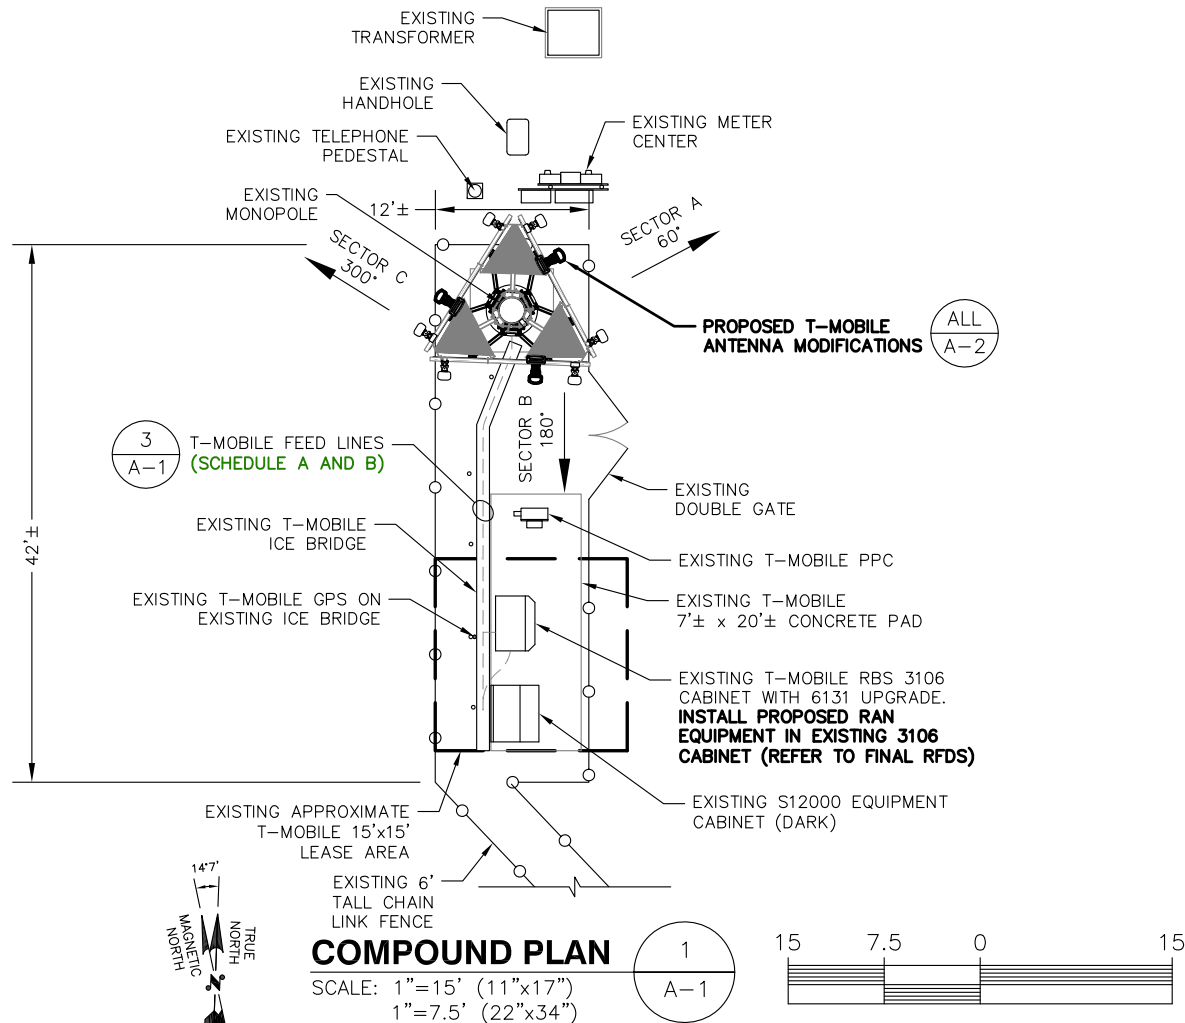 EXISTING
TRANSFORMER
EXISTING
HANDHOLE
EXISTING TELEPHONE
PEDESTAL
EXISTING METER
CENTER
EXISTING
MONOPOLE
12'±
SECTOR A
60°
SECTOR C
300°
PROPOSED T-MOBILE
ANTENNA MODIFICATIONS
ALL
A-2
SECTOR B
180°
3
A-1
T-MOBILE FEED LINES
(SCHEDULE A AND B)
42'±
EXISTING
DOUBLE GATE
EXISTING T-MOBILE
ICE BRIDGE
EXISTING T-MOBILE PPC
EXISTING T-MOBILE GPS ON
EXISTING ICE BRIDGE
EXISTING T-MOBILE
7'± x 20'± CONCRETE PAD
EXISTING T-MOBILE RBS 3106
CABINET WITH 6131 UPGRADE.
INSTALL PROPOSED RAN
EQUIPMENT IN EXISTING 3106
CABINET (REFER TO FINAL RFDS)
EXISTING S12000 EQUIPMENT
CABINET (DARK)
EXISTING APPROXIMATE
T-MOBILE 15'x15'
LEASE AREA
EXISTING 6'
TALL CHAIN
LINK FENCE
14°7'
TRUE
NORTH
MAGNETIC
NORTH
N
COMPOUND PLAN
SCALE: 1"=15' (11"x17")
1"=7.5' (22"x34")
1
A-1
15 7.5 0 15